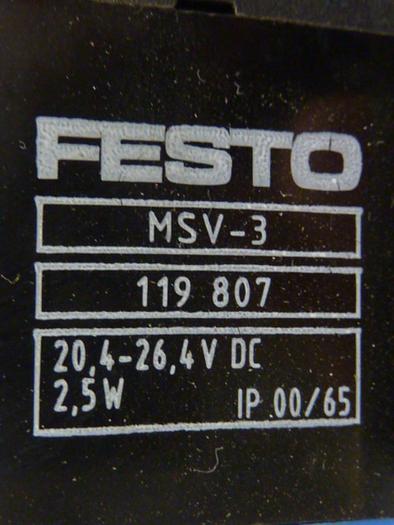 FESTO
MSV-3
119 807
20,4-26,4V DC
2,5W IP 00/65